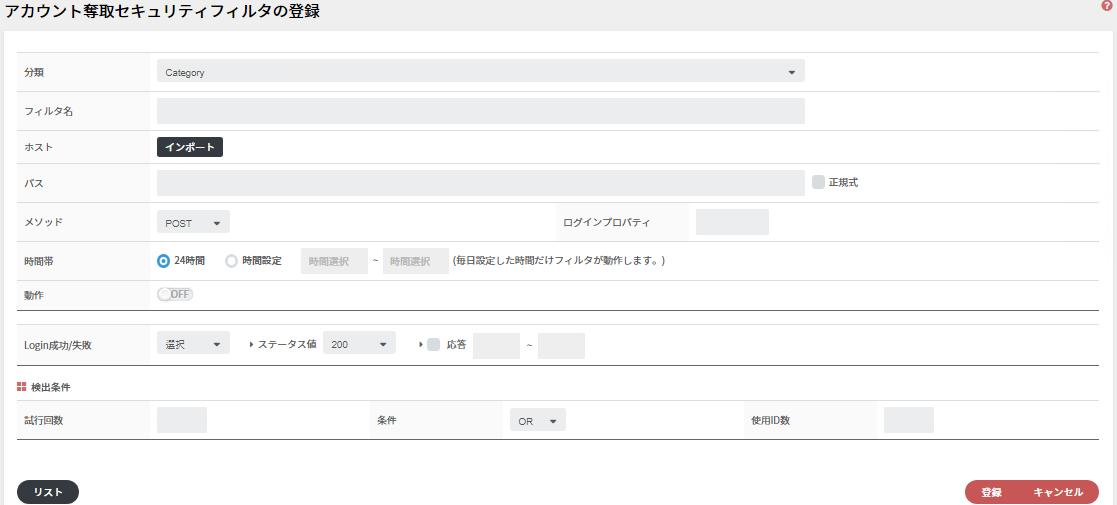 アカウント奪取セキュリティフィルタの登録
?
分類 Category
フィルタ名
ホスト インポート
パス 正規式
メソッド POST ログインプロパティ
時間帯 24時間 時間設定 時間選択 ~ 時間選択 (毎日設定した時間だけフィルタが動作します。)
動作 OFF
Login成功/失敗 選択 ステータス値 200 応答 ~
検出条件
試行回数 条件 OR 使用ID数
リスト 登録 キャンセル